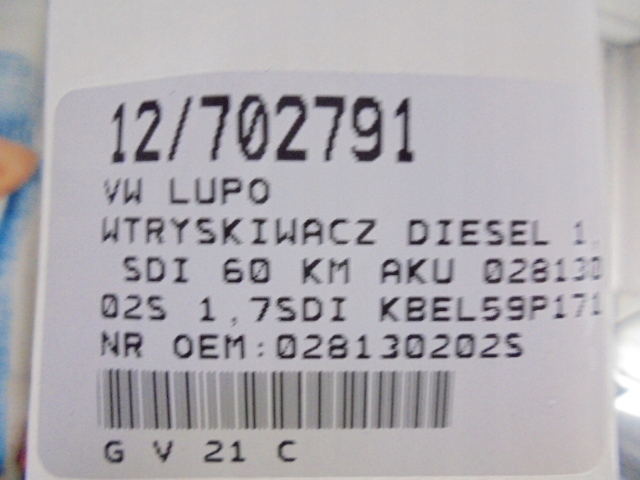 12/702791
VW LUPO
WTRYSKIWACZ DIESEL 1,
SDI 60 KM AKU 028130
02S 1,7SDI KBEL59P171
NR OEM:028130202S
G V 21 C